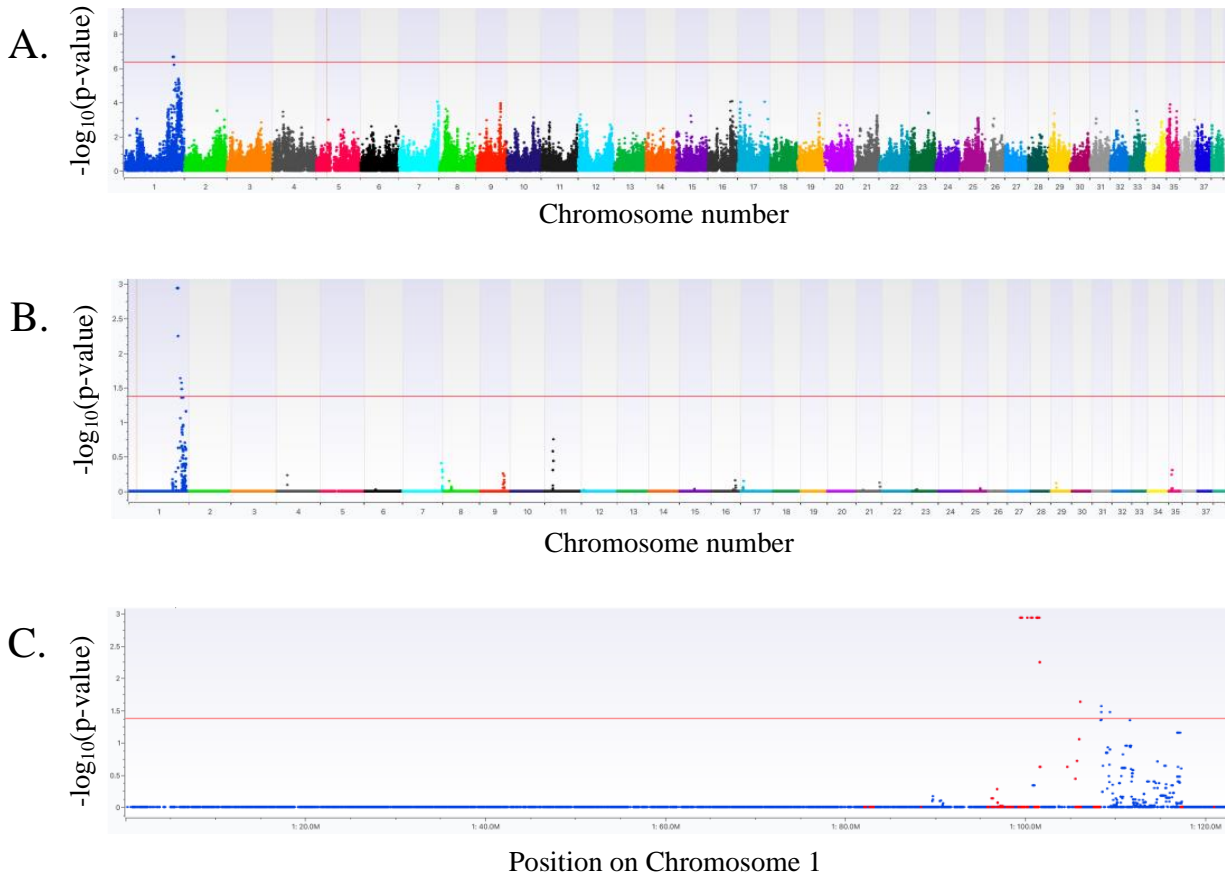 A.
-log10(p-value)
8
6
4
2
0
1 2 3 4 5 6 7 8 9 10 11 12 13 14 15 16 17 18 19 20 21 22 23 24 25 26 27 28 29 30 31 32 33 34 35 37
Chromosome number
B.
-log10(p-value)
3
2.5
2
1.5
1
0.5
0
1 2 3 4 5 6 7 8 9 10 11 12 13 14 15 16 17 18 19 20 21 22 23 24 25 26 27 28 29 30 31 32 33 34 35 37
Chromosome number
C.
-log10(p-value)
3
2.5
2
1.5
1
0.5
0
1: 20.0M 1: 40.0M 1: 60.0M 1: 80.0M 1: 100.0M 1: 120.0M
Position on Chromosome 1